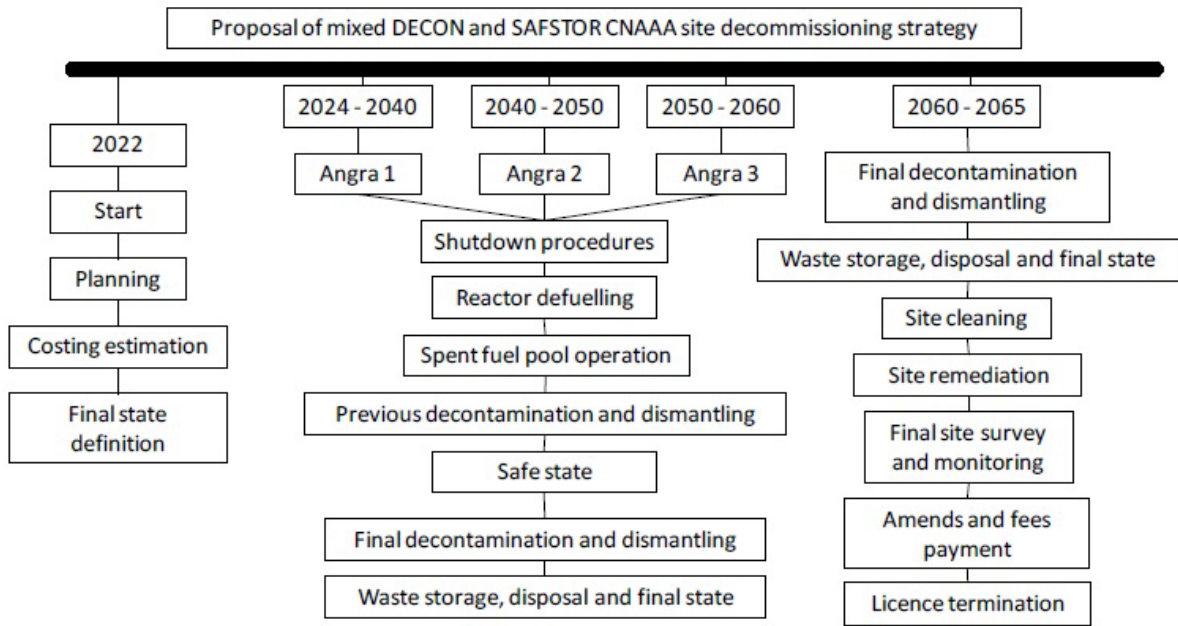 Proposal of mixed DECON and SAFSTOR CNAAA site decommissioning strategy
2022
Start
Planning
Costing estimation
Final state
definition
2024 - 2040
2040 - 2050
2050 - 2060
Angra 1
Angra 2
Angra 3
Shutdown procedures
Reactor defuelling
Spent fuel pool operation
Previous decontamination and dismantling
Safe state
Final decontamination and dismantling
Waste storage, disposal and final state
2060 - 2065
Final decontamination
and dismantling
Waste storage, disposal and final state
Site cleaning
Site remediation
Final site survey
and monitoring
Amends and fees
payment
Licence termination